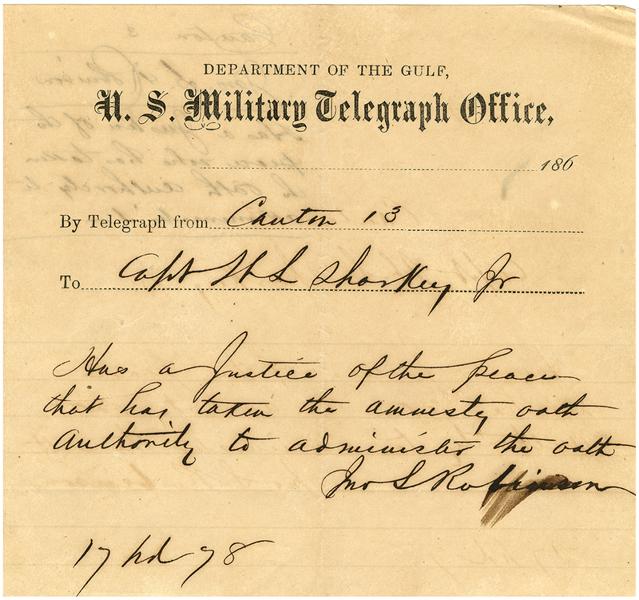 DEPARTMENT OF THE GULF,
U. S. Military Telegraph Office,
186
By Telegraph from Canton 13
To Capt W L Sharkey Jr
Has a Justice of the peace
that has taken the amnesty oath
authority to administer the oath
Jno S Robinson
17 pd 78